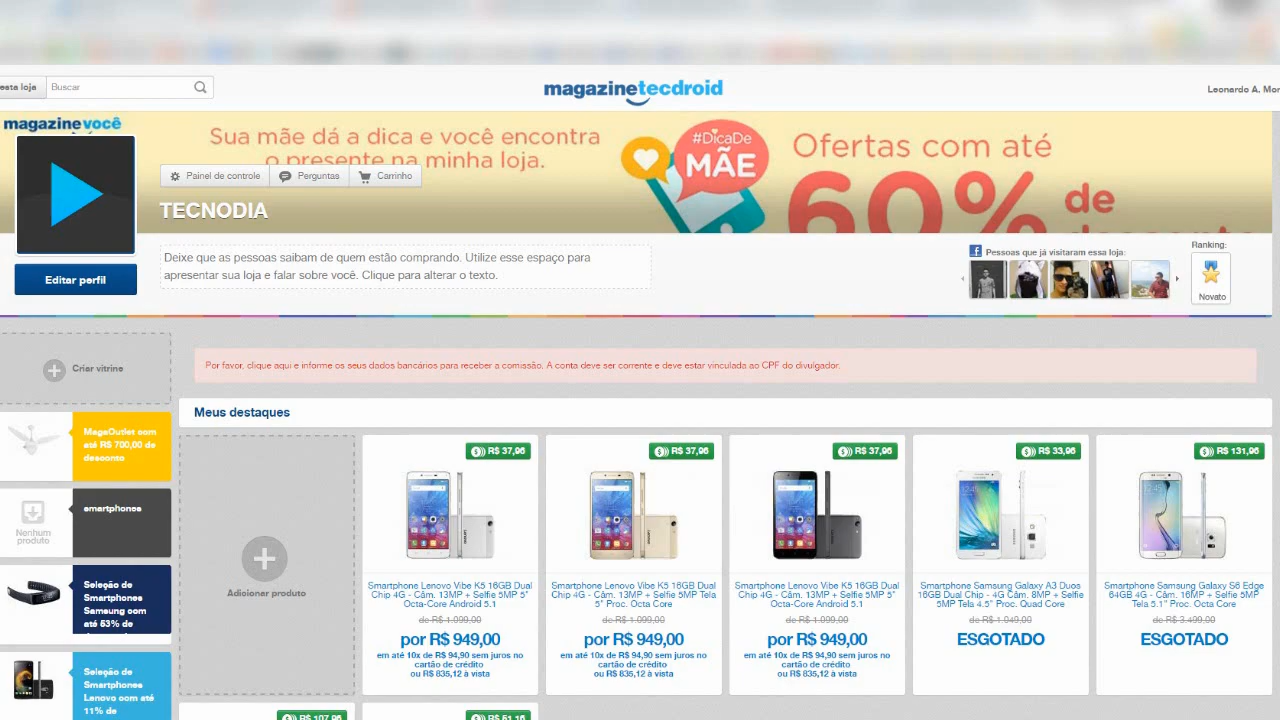 esta loja
Buscar
magazinetecdroid
Leonardo A. Mor
magazinevocê
Sua mãe dá a dica e você encontra
o presente na minha loja.
#DicaDe
MÃE
Ofertas com até
60% de
desconto
Painel de controle
Perguntas
Carrinho
TECNODIA
Deixe que as pessoas saibam de quem estão comprando. Utilize esse espaço para
apresentar sua loja e falar sobre você. Clique para alterar o texto.
Editar perfil
Pessoas que já visitaram essa loja:
Ranking:
Novato
Criar vitrine
Por favor, clique aqui e informe os seus dados bancários para receber a comissão. A conta deve ser corrente e deve estar vinculada ao CPF do divulgador.
Meus destaques
MagaOutlet com
até R$ 700,00 de
desconto
Nenhum
produto
smartphones
Seleção de
Smartphones
Samsung com
até 53% de
Seleção de
Smartphones
Lenovo com até
11% de
Adicionar produto
R$ 37,96
Smartphone Lenovo Vibe K5 16GB Dual
Chip 4G - Câm. 13MP + Selfie 5MP 5"
Octa-Core Android 5.1
de R$ 1.099,00
por R$ 949,00
em até 10x de R$ 94,90 sem juros no
cartão de crédito
ou R$ 835,12 à vista
R$ 37,96
Smartphone Lenovo Vibe K5 16GB Dual
Chip 4G - Câm. 13MP + Selfie 5MP Tela
5" Proc. Octa Core
de R$ 1.099,00
por R$ 949,00
em até 10x de R$ 94,90 sem juros no
cartão de crédito
ou R$ 835,12 à vista
R$ 37,96
Smartphone Lenovo Vibe K5 16GB Dual
Chip 4G - Câm. 13MP + Selfie 5MP 5"
Octa-Core Android 5.1
de R$ 1.099,00
por R$ 949,00
em até 10x de R$ 94,90 sem juros no
cartão de crédito
ou R$ 835,12 à vista
R$ 33,96
Smartphone Samsung Galaxy A3 Duos
16GB Dual Chip - 4G Câm. 8MP + Selfie
5MP Tela 4.5" Proc. Quad Core
de R$ 1.049,00
ESGOTADO
R$ 131,96
Smartphone Samsung Galaxy S6 Edge
64GB 4G - Câm. 16MP + Selfie 5MP
Tela 5.1" Proc. Octa Core
de R$ 3.499,00
ESGOTADO
R$ 107,96
R$ 51,16